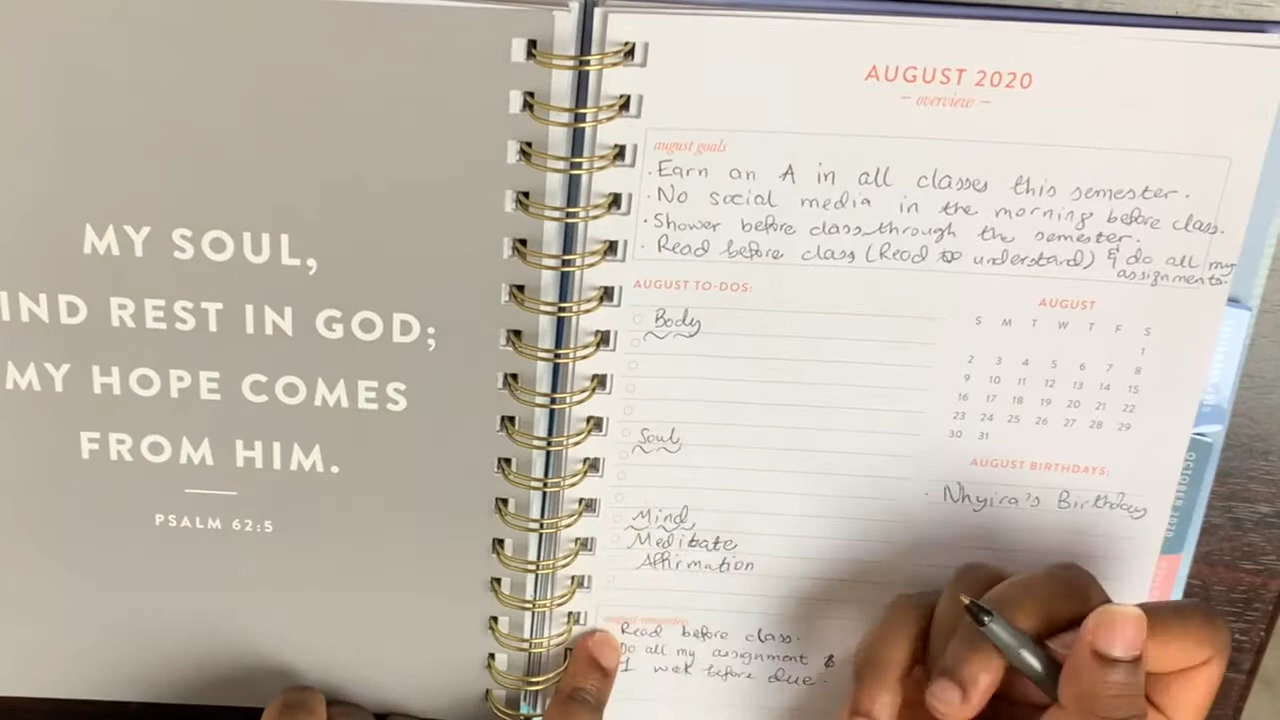 MY SOUL,
IND REST IN GOD;
MY HOPE COMES
FROM HIM.
PSALM 62:5
AUGUST 2020
– overview –
august goals
· Earn an A in all classes this semester.
· No social media in the morning before class.
· Shower before class through the semester.
· Read before class (Read to understand) & do all my
assignments.
AUGUST TO-DOS:
Body
Soul
Mind
Meditate
Affirmation
AUGUST
S M T W T F S
1
2 3 4 5 6 7 8
9 10 11 12 13 14 15
16 17 18 19 20 21 22
23 24 25 26 27 28 29
30 31
AUGUST BIRTHDAYS:
· Nhyira's Birthday
Read before class.
Do all my assignment &
1 week before due.
OCTOBER 2020